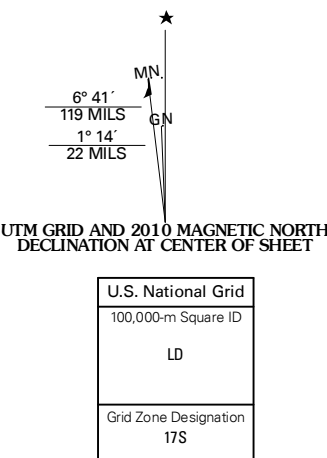 MN.
6° 41´
119 MILS
GN
1° 14´
22 MILS
UTM GRID AND 2010 MAGNETIC NORTH
DECLINATION AT CENTER OF SHEET
U.S. National Grid
100,000-m Square ID
LD
Grid Zone Designation
17S